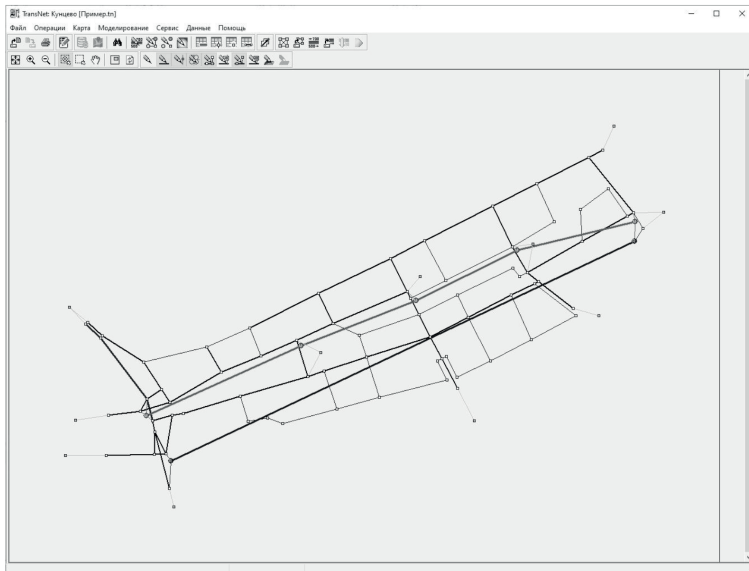 TransNet: Кунцево [Пример.tn]
Файл Операции Карта Моделирование Сервис Данные Помощь